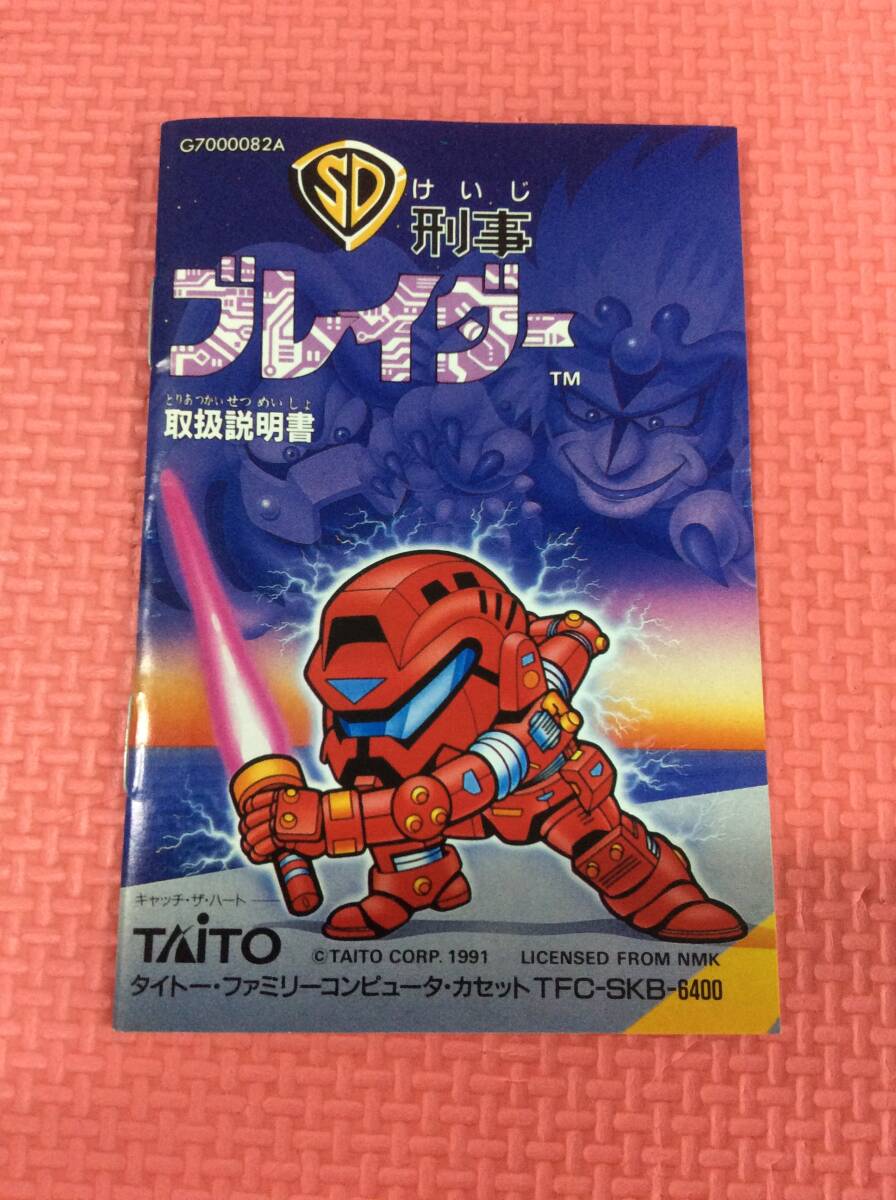 G7000082A
SD
けいじ
刑事
ブレイダー
TM
とりあつかいせつめいしょ
取扱説明書
キャッチ・ザ・ハート
TAITO
©TAITO CORP. 1991 LICENSED FROM NMK
タイトー・ファミリーコンピュータ・カセット TFC-SKB-6400